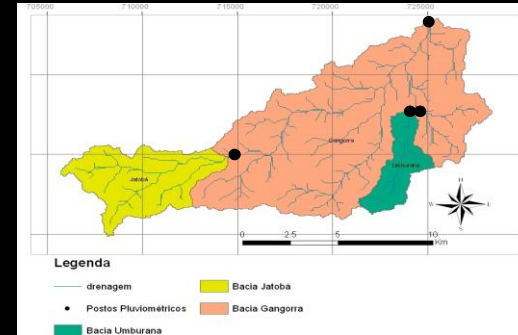 705000 710000 715000 720000 725000
Gangorra
Jatobá
Umburana
N
W E
S
0 2.5 5 10
Km
Legenda
drenagem
Bacia Jatobá
Postos Pluviométricos
Bacia Gangorra
Bacia Umburana